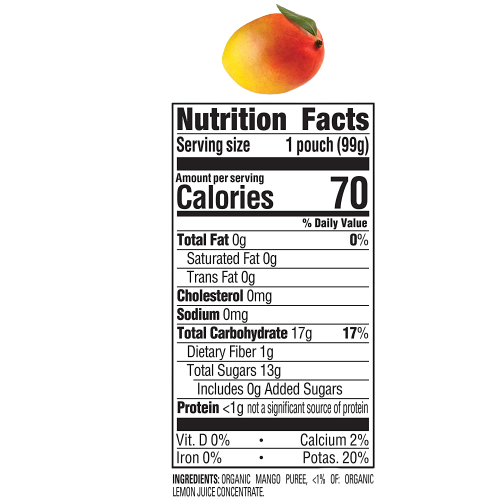 Nutrition Facts
Serving size 1 pouch (99g)
Amount per serving
Calories 70
% Daily Value
Total Fat 0g 0%
Saturated Fat 0g
Trans Fat 0g
Cholesterol 0mg
Sodium 0mg
Total Carbohydrate 17g 17%
Dietary Fiber 1g
Total Sugars 13g
Includes 0g Added Sugars
Protein <1g not a significant source of protein
Vit. D 0% • Calcium 2%
Iron 0% • Potas. 20%
INGREDIENTS: ORGANIC MANGO PUREE, <1% OF: ORGANIC
LEMON JUICE CONCENTRATE.